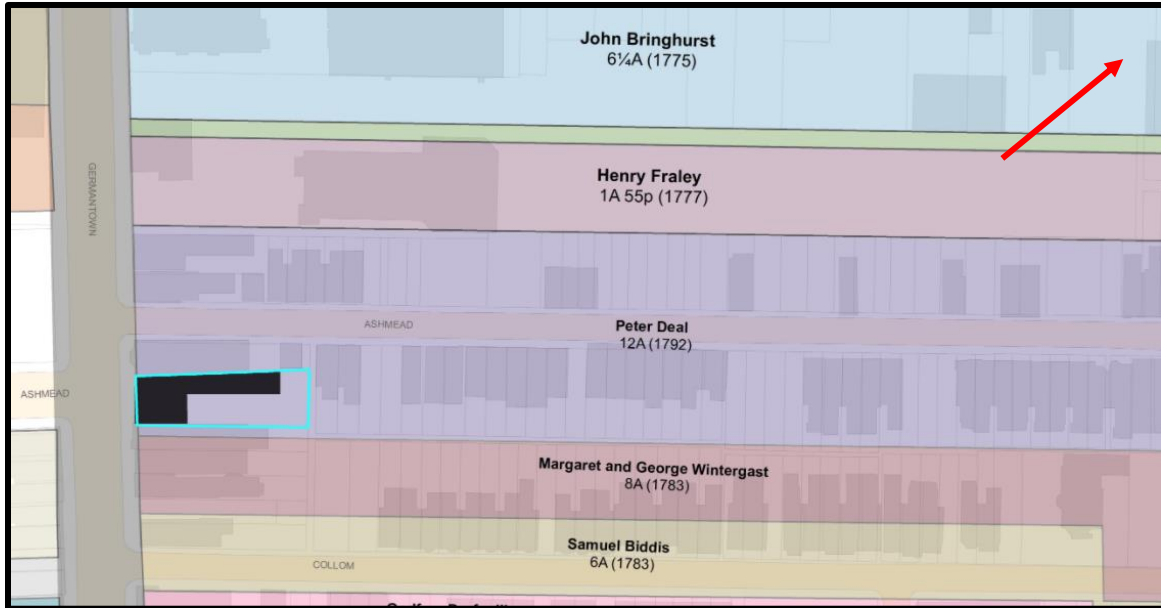 John Bringhurst
6¼A (1775)
Henry Fraley
1A 55p (1777)
GERMANTOWN
ASHMEAD
Peter Deal
12A (1792)
ASHMEAD
Margaret and George Wintergast
8A (1783)
Samuel Biddis
6A (1783)
COLLOM